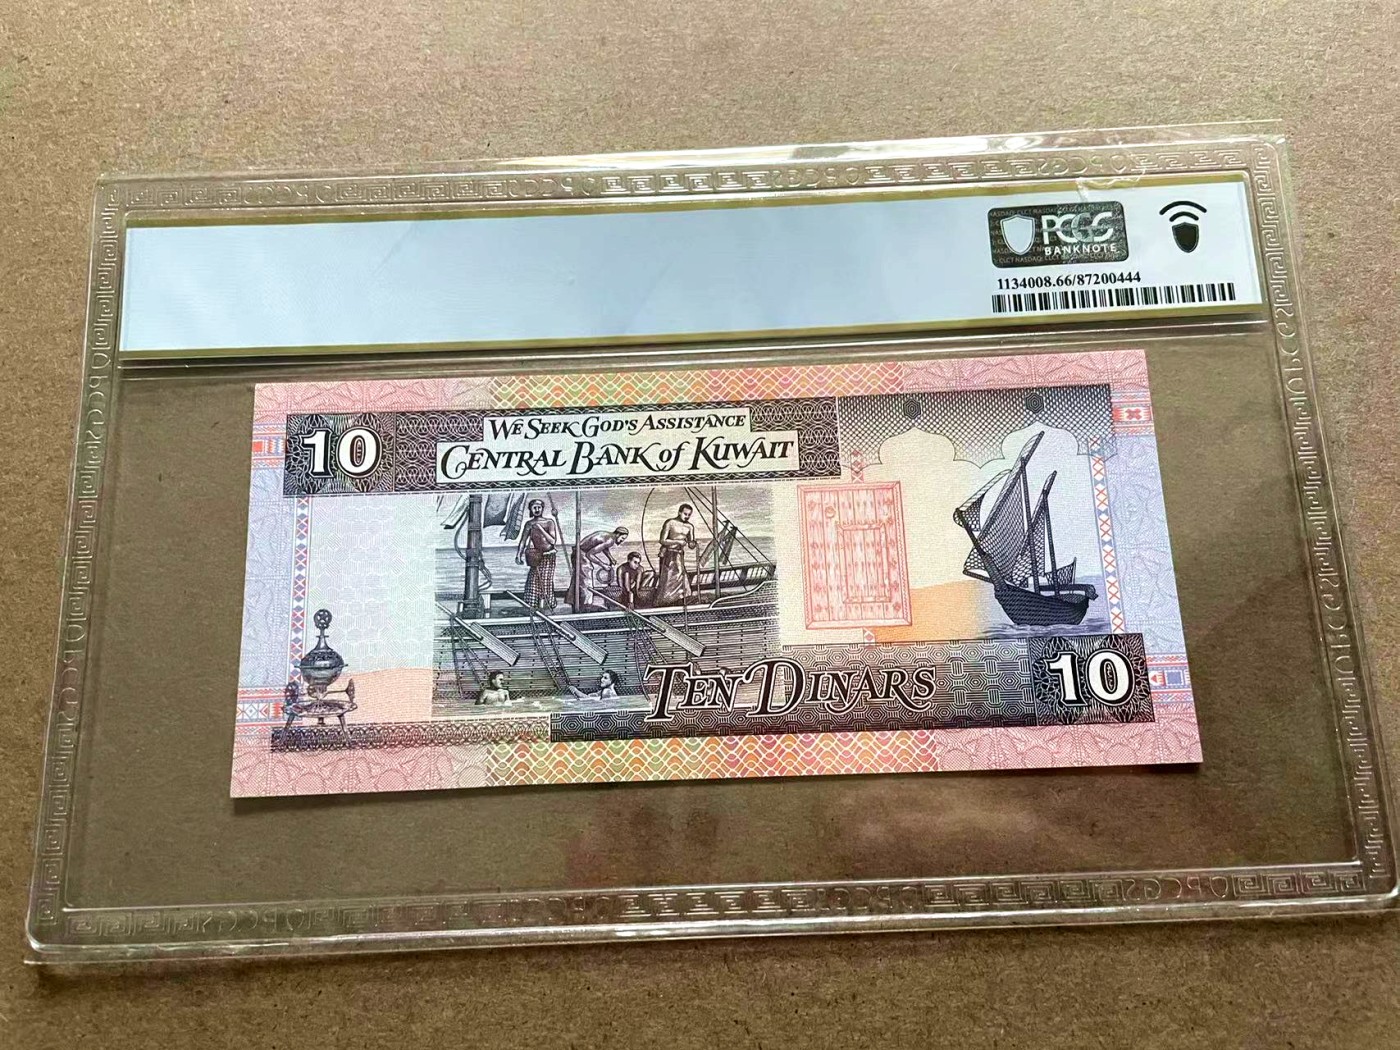 PCGS
BANKNOTE
1134008.66/87200444
10
WE SEEK GOD'S ASSISTANCE
CENTRAL BANK of KUWAIT
TEN DINARS
10